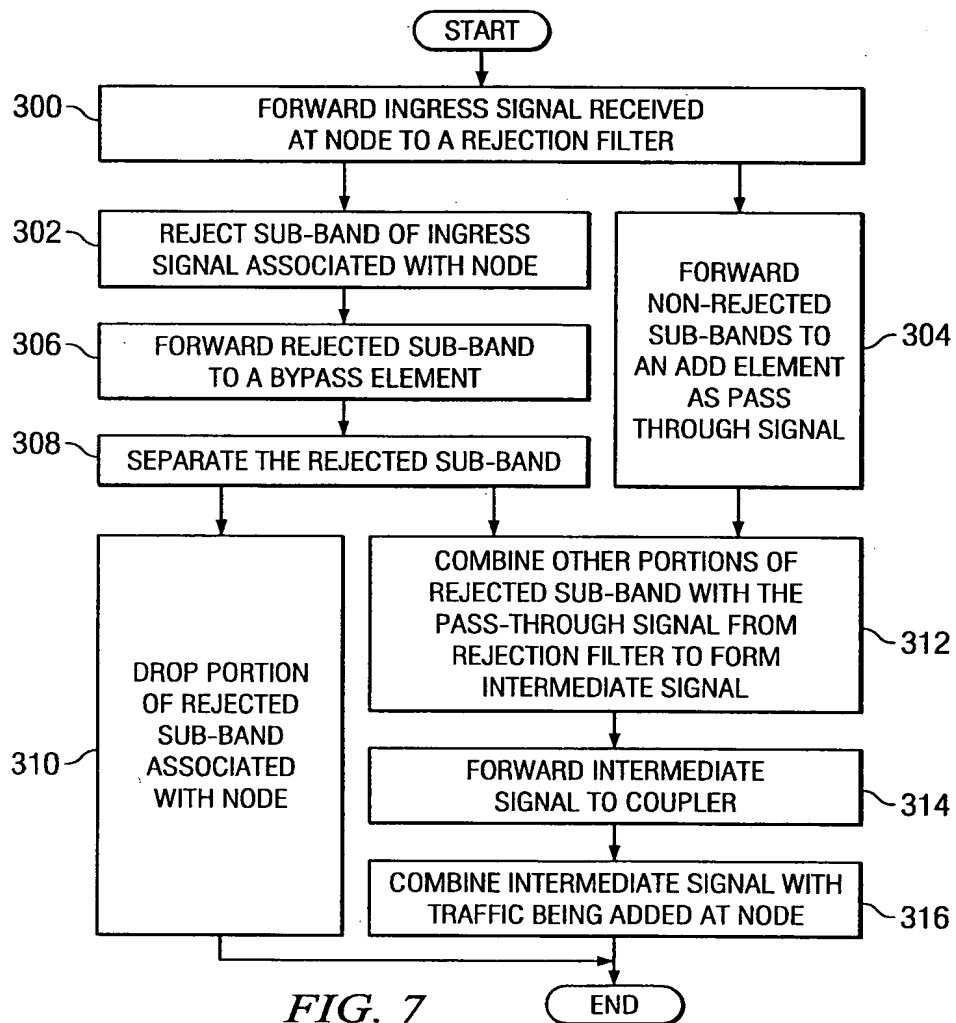 START
300
FORWARD INGRESS SIGNAL RECEIVED
AT NODE TO A REJECTION FILTER
302
REJECT SUB-BAND OF INGRESS
SIGNAL ASSOCIATED WITH NODE
FORWARD
NON-REJECTED
SUB-BANDS TO
AN ADD ELEMENT
AS PASS
THROUGH SIGNAL
304
306
FORWARD REJECTED SUB-BAND
TO A BYPASS ELEMENT
308
SEPARATE THE REJECTED SUB-BAND
310
DROP PORTION
OF REJECTED
SUB-BAND
ASSOCIATED
WITH NODE
COMBINE OTHER PORTIONS OF
REJECTED SUB-BAND WITH THE
PASS-THROUGH SIGNAL FROM
REJECTION FILTER TO FORM
INTERMEDIATE SIGNAL
312
FORWARD INTERMEDIATE
SIGNAL TO COUPLER
314
COMBINE INTERMEDIATE SIGNAL WITH
TRAFFIC BEING ADDED AT NODE
316
FIG. 7
END